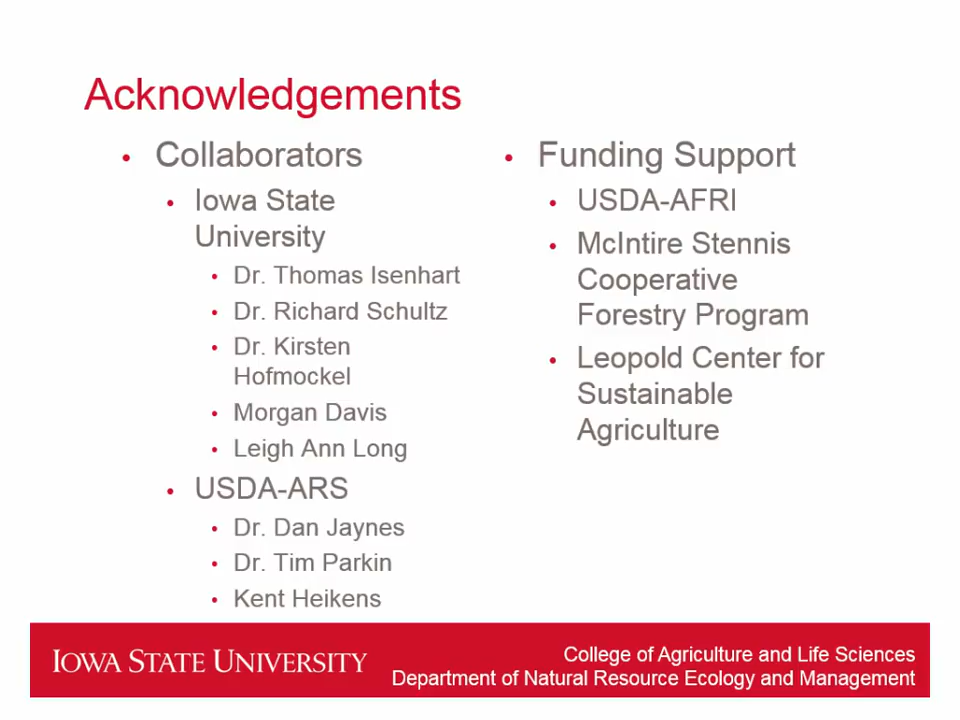 Acknowledgements
• Collaborators
• Iowa State
University
• Dr. Thomas Isenhart
• Dr. Richard Schultz
• Dr. Kirsten
Hofmockel
• Morgan Davis
• Leigh Ann Long
• USDA-ARS
• Dr. Dan Jaynes
• Dr. Tim Parkin
• Kent Heikens
• Funding Support
• USDA-AFRI
• McIntire Stennis
Cooperative
Forestry Program
• Leopold Center for
Sustainable
Agriculture
IOWA STATE UNIVERSITY
College of Agriculture and Life Sciences
Department of Natural Resource Ecology and Management